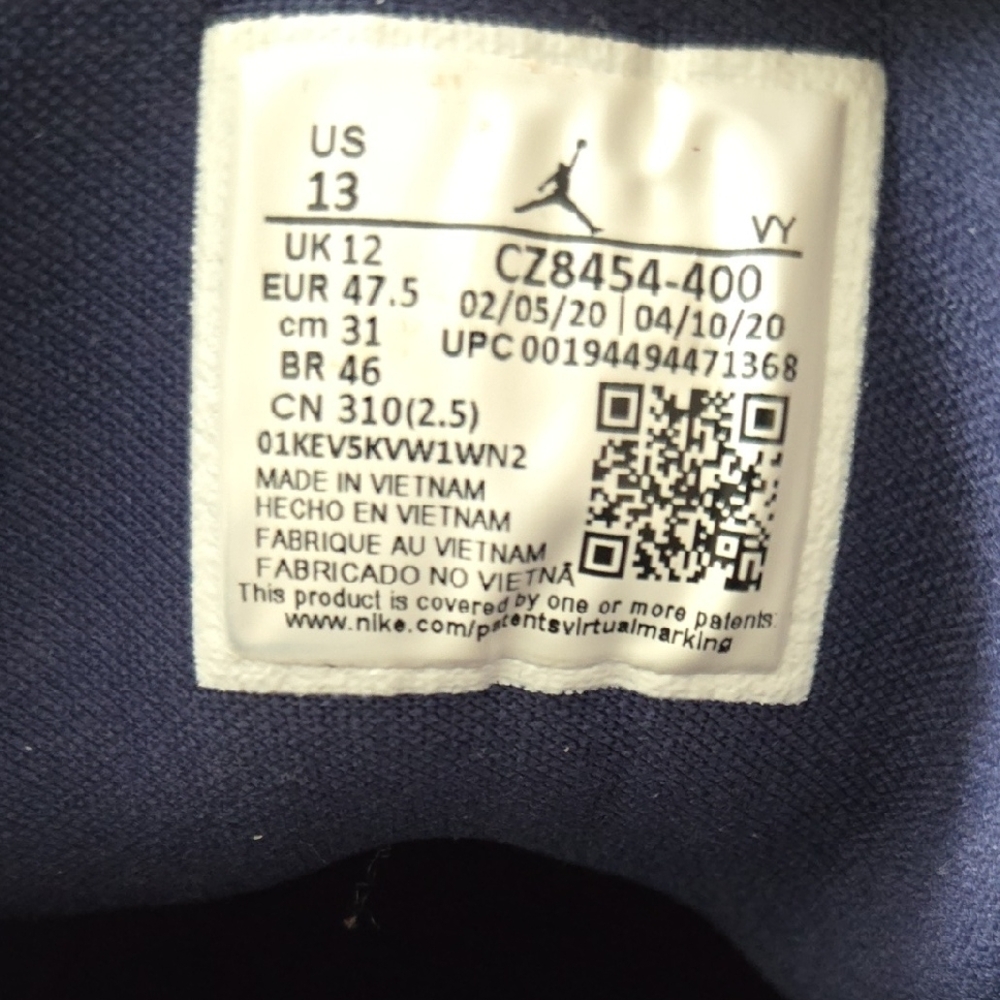 US
13
VY
UK 12
CZ8454-400
EUR 47.5
02/05/20 | 04/10/20
cm 31
UPC 00194494471368
BR 46
CN 310(2.5)
01KEV5KVW1WN2
MADE IN VIETNAM
HECHO EN VIETNAM
FABRIQUE AU VIETNAM
FABRICADO NO VIETNÃ
This product is covered by one or more patents:
www.nike.com/patentsvirtualmarking